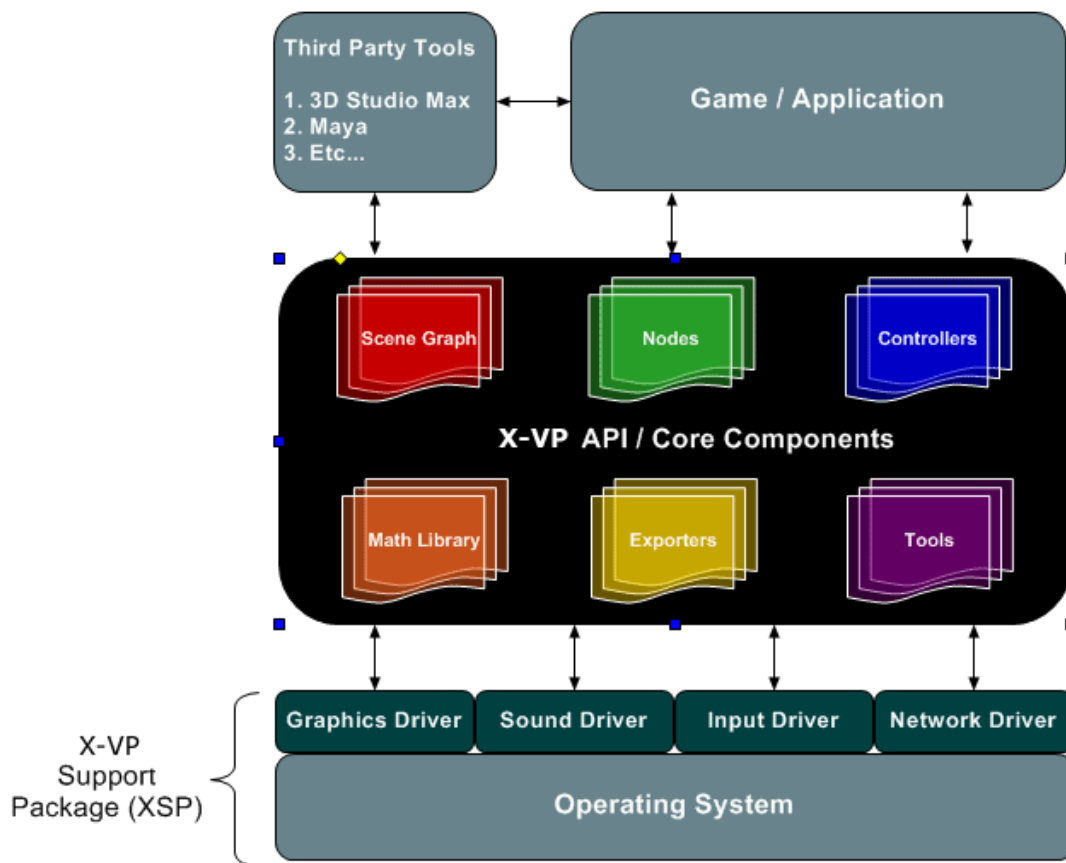 Third Party Tools
1. 3D Studio Max
2. Maya
3. Etc...
Game / Application
Scene Graph
Nodes
Controllers
X-VP API / Core Components
Math Library
Exporters
Tools
Graphics Driver
Sound Driver
Input Driver
Network Driver
X-VP
Support
Package (XSP)
Operating System